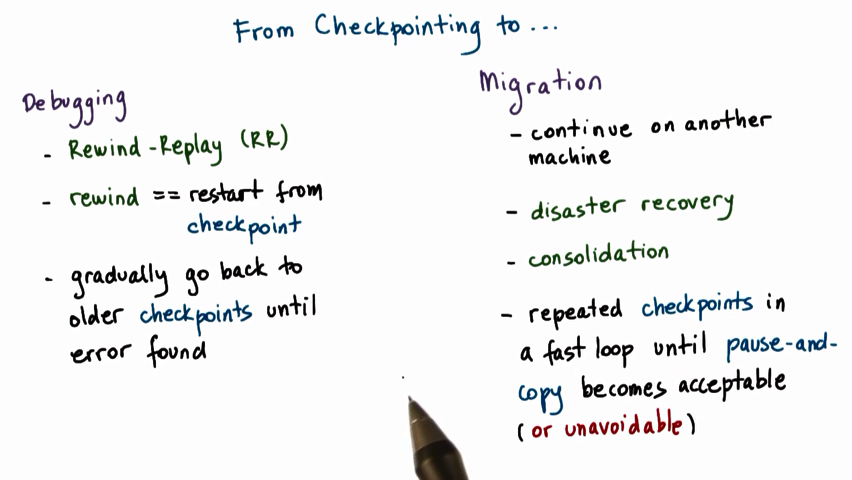 From Checkpointing to...
Debugging
- Rewind-Replay (RR)
- rewind == restart from
checkpoint
- gradually go back to
older checkpoints until
error found
Migration
- continue on another
machine
- disaster recovery
- consolidation
- repeated checkpoints in
a fast loop until pause-and-
copy becomes acceptable
(or unavoidable)